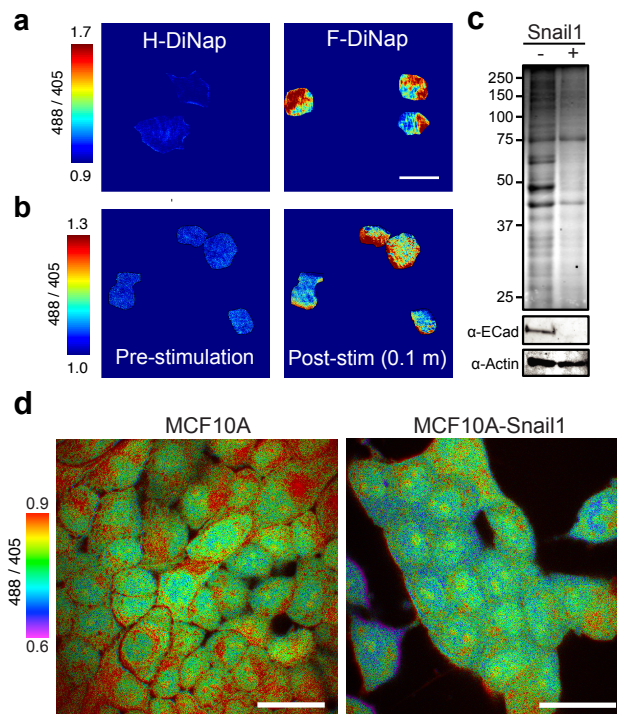 a
1.7
488 / 405
0.9
H-DiNap
F-DiNap
b
1.3
488 / 405
1.0
Pre-stimulation
Post-stim (0.1 m)
c
Snail1
- +
250
150
100
75
50
37
25
α-ECad
α-Actin
d
MCF10A
MCF10A-Snail1
0.9
488 / 405
0.6